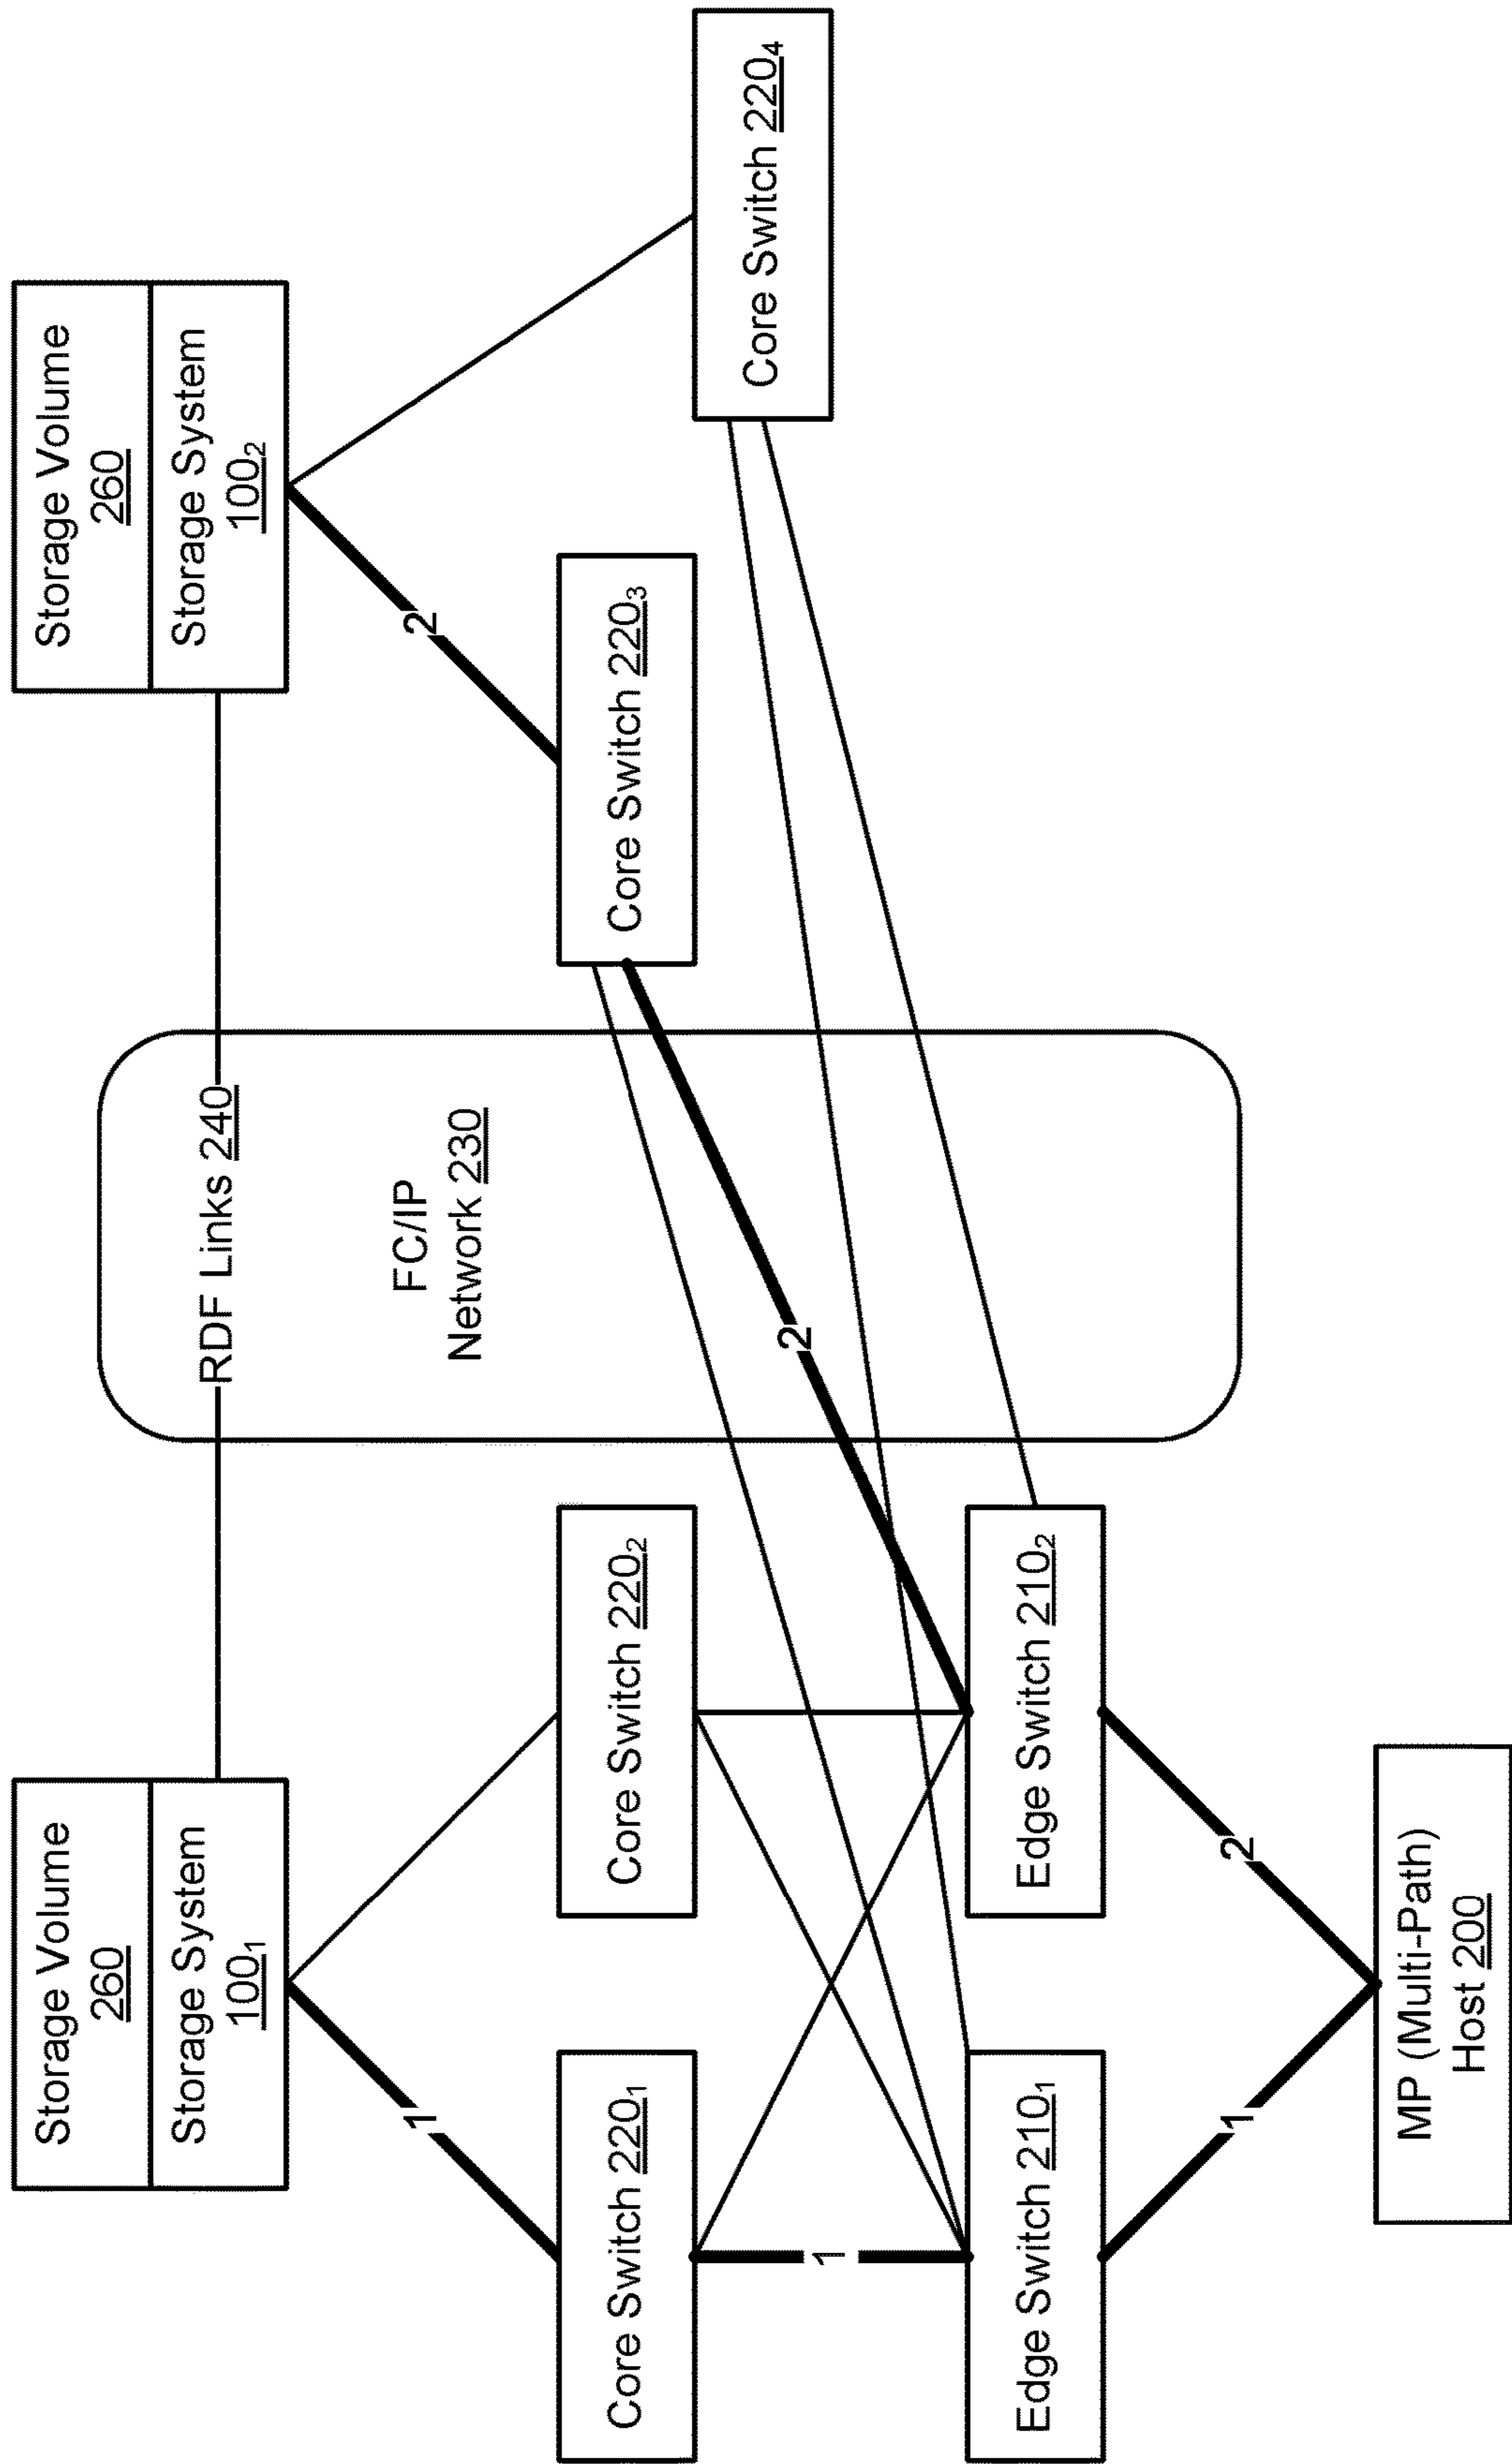 Storage Volume
260
Storage System
100₁
RDF Links 240
Storage Volume
260
Storage System
100₂
1
2
FC/IP
Network 230
Core Switch 220₁
Core Switch 220₂
Core Switch 220₃
Core Switch 220₄
1
2
Edge Switch 210₁
Edge Switch 210₂
1
2
MP (Multi-Path)
Host 200